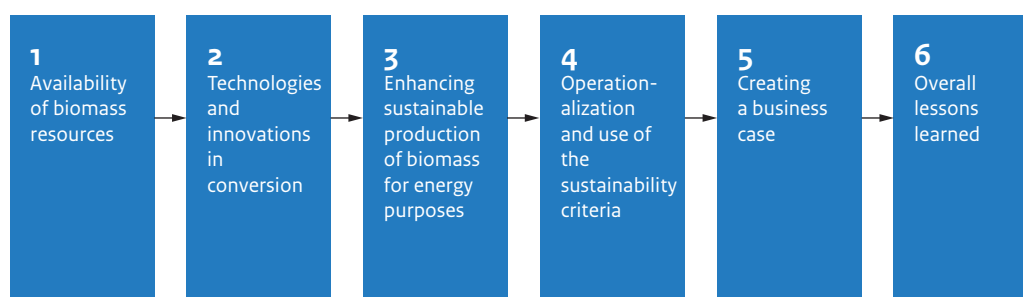 1
Availability
of biomass
resources
2
Technologies
and
innovations
in
conversion
3
Enhancing
sustainable
production
of biomass
for energy
purposes
4
Operation-
alization
and use of
the
sustainability
criteria
5
Creating
a business
case
6
Overall
lessons
learned